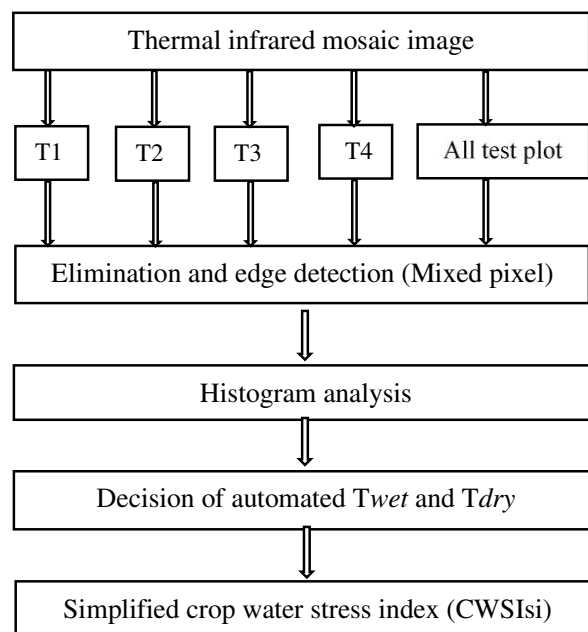 Thermal infrared mosaic image
T1
T2
T3
T4
All test plot
Elimination and edge detection (Mixed pixel)
Histogram analysis
Decision of automated Twet and Tdry
Simplified crop water stress index (CWSIsi)